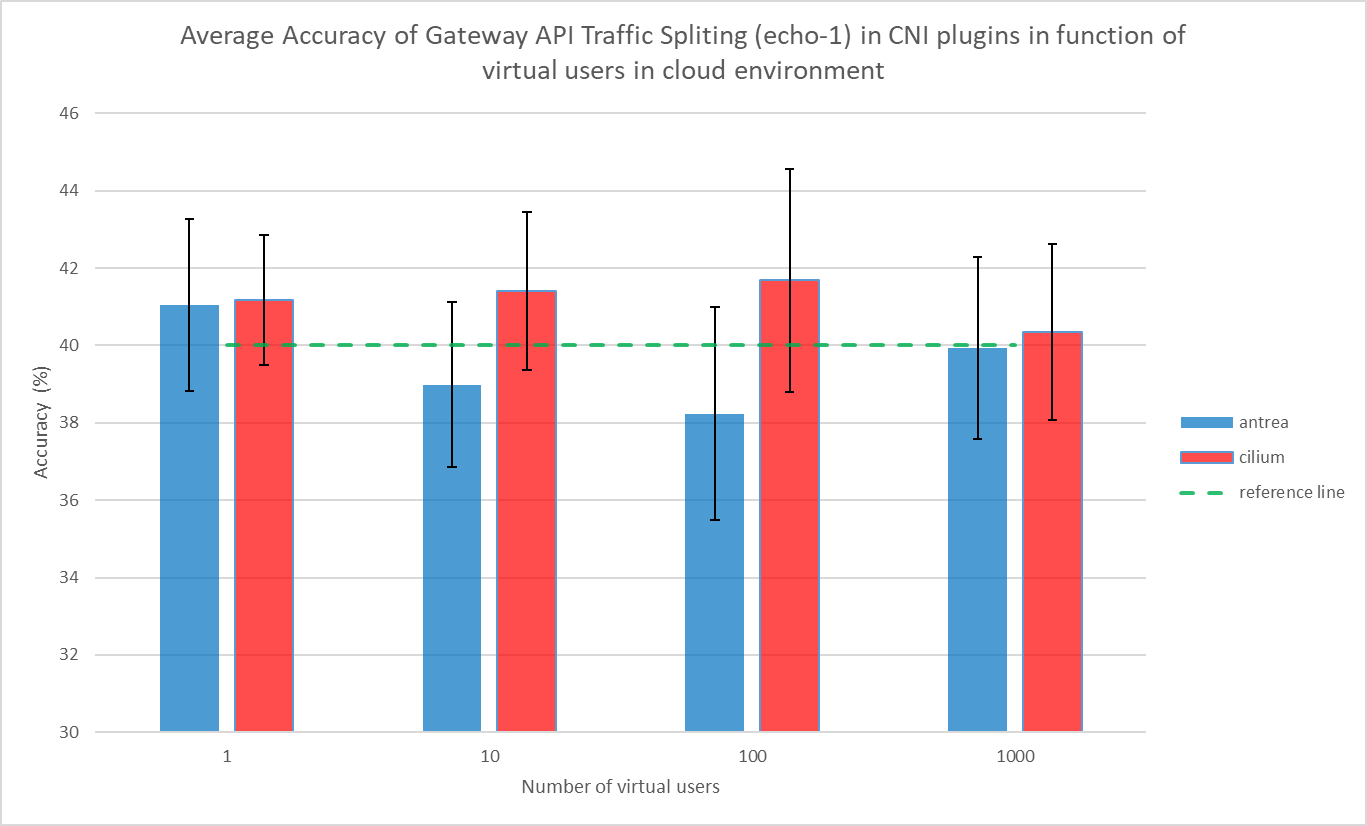 Average Accuracy of Gateway API Traffic Spliting (echo-1) in CNI plugins in function of
virtual users in cloud environment
46
44
42
40
38
36
34
32
30
Accuracy (%)
1
10
100
1000
Number of virtual users
antrea
cilium
reference line